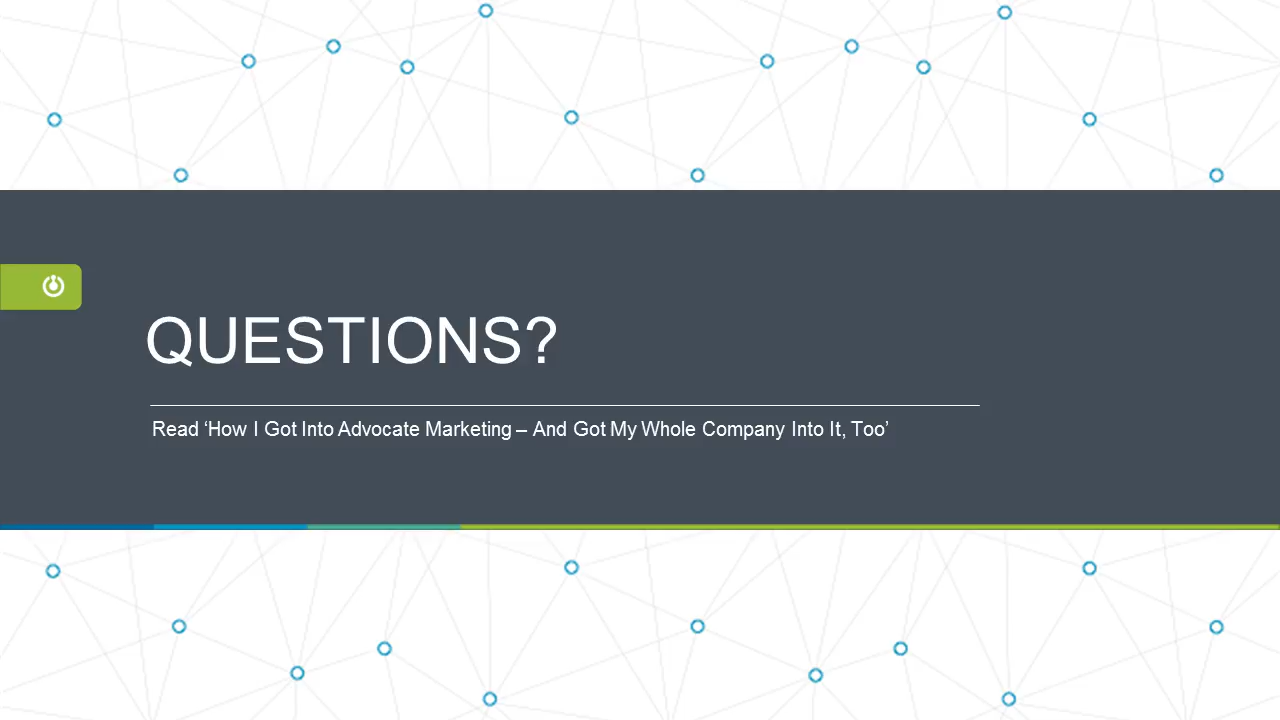 QUESTIONS?
Read ‘How I Got Into Advocate Marketing – And Got My Whole Company Into It, Too’